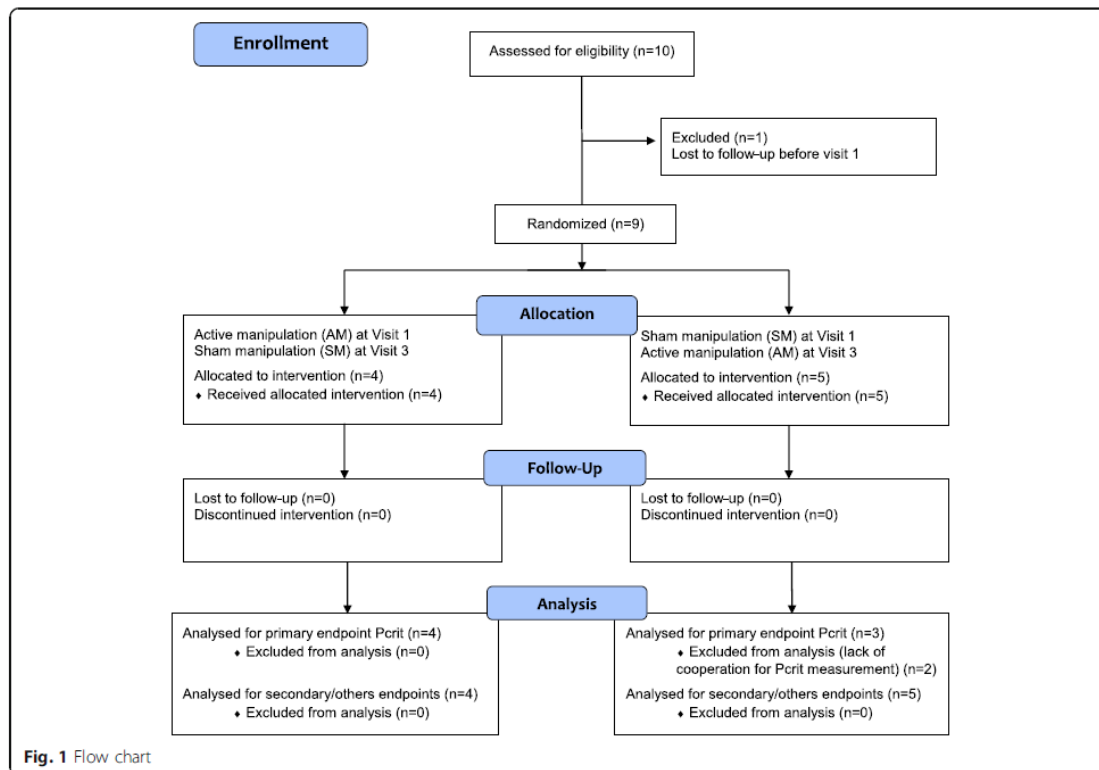 Enrollment
Assessed for eligibility (n=10)
Excluded (n=1)
Lost to follow-up before visit 1
Randomized (n=9)
Allocation
Active manipulation (AM) at Visit 1
Sham manipulation (SM) at Visit 3
Allocated to intervention (n=4)
♦ Received allocated intervention (n=4)
Sham manipulation (SM) at Visit 1
Active manipulation (AM) at Visit 3
Allocated to intervention (n=5)
♦ Received allocated intervention (n=5)
Follow-Up
Lost to follow-up (n=0)
Discontinued intervention (n=0)
Lost to follow-up (n=0)
Discontinued intervention (n=0)
Analysis
Analysed for primary endpoint Pcrit (n=4)
♦ Excluded from analysis (n=0)
Analysed for secondary/others endpoints (n=4)
♦ Excluded from analysis (n=0)
Analysed for primary endpoint Pcrit (n=3)
♦ Excluded from analysis (lack of
cooperation for Pcrit measurement) (n=2)
Analysed for secondary/others endpoints (n=5)
♦ Excluded from analysis (n=0)
Fig. 1 Flow chart